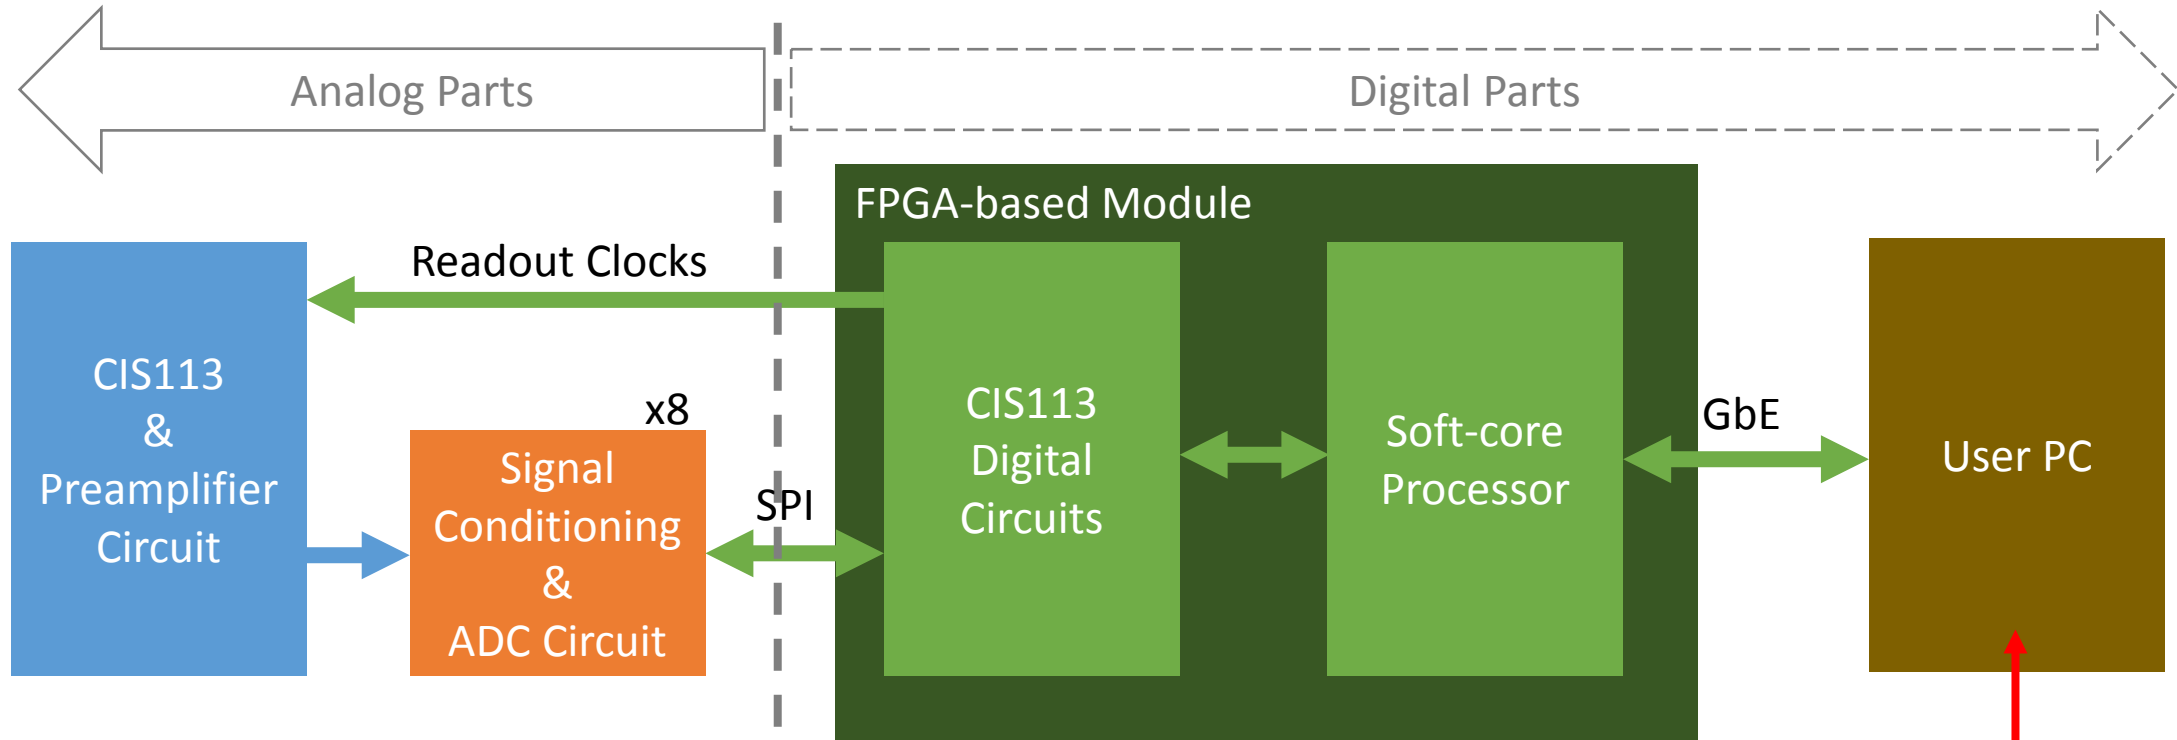 Analog Parts
Digital Parts
FPGA-based Module
Readout Clocks
CIS113
&
Preamplifier
Circuit
x8
Signal
Conditioning
&
ADC Circuit
SPI
CIS113
Digital
Circuits
Soft-core
Processor
GbE
User PC